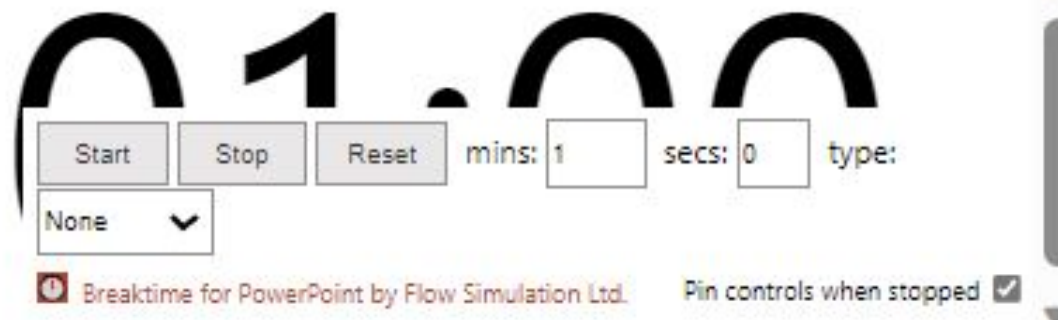 01:00
Start Stop Reset mins: 1 secs: 0 type:
None
Breaktime for PowerPoint by Flow Simulation Ltd. Pin controls when stopped